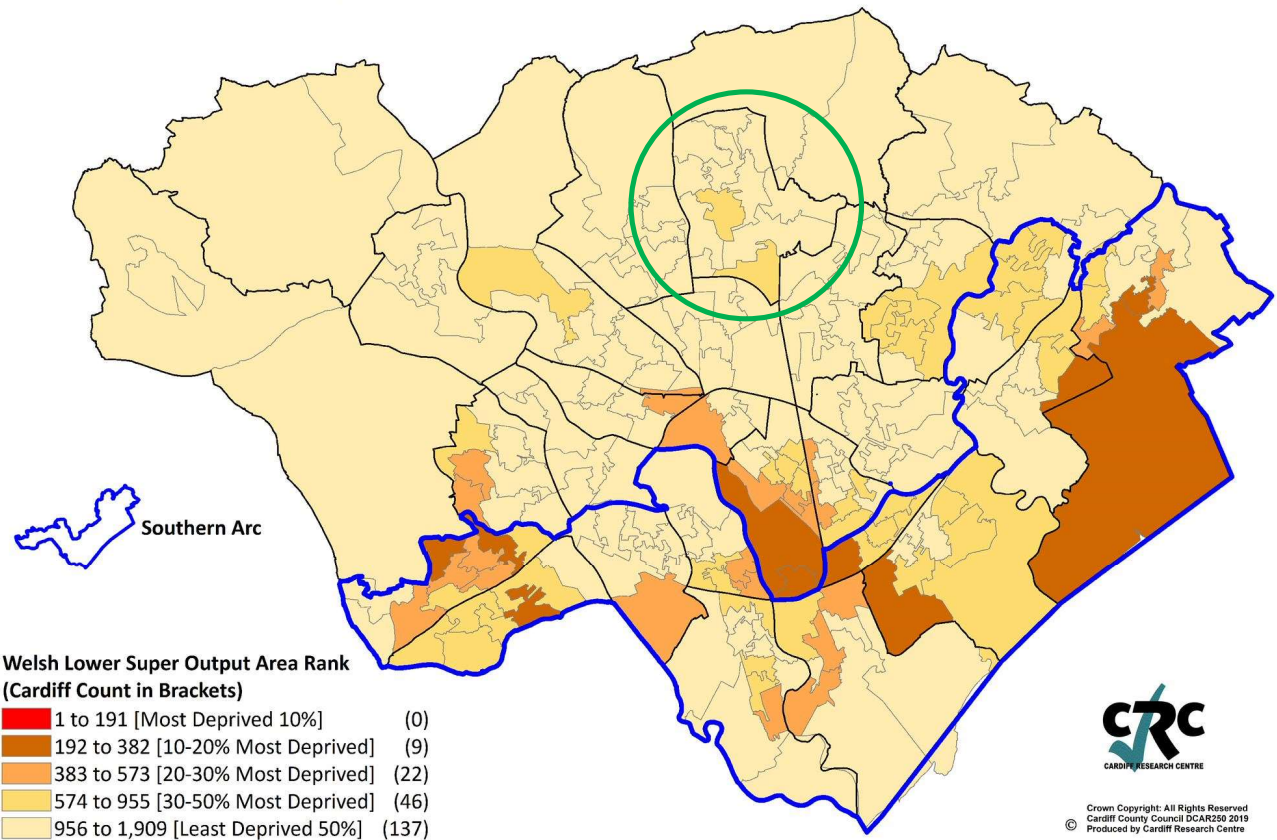 Southern Arc
Welsh Lower Super Output Area Rank
(Cardiff Count in Brackets)
1 to 191 [Most Deprived 10%] (0)
192 to 382 [10-20% Most Deprived] (9)
383 to 573 [20-30% Most Deprived] (22)
574 to 955 [30-50% Most Deprived] (46)
956 to 1,909 [Least Deprived 50%] (137)
CRC
CARDIFF RESEARCH CENTRE
Crown Copyright: All Rights Reserved
Cardiff County Council DCAR250 2019
© Produced by Cardiff Research Centre